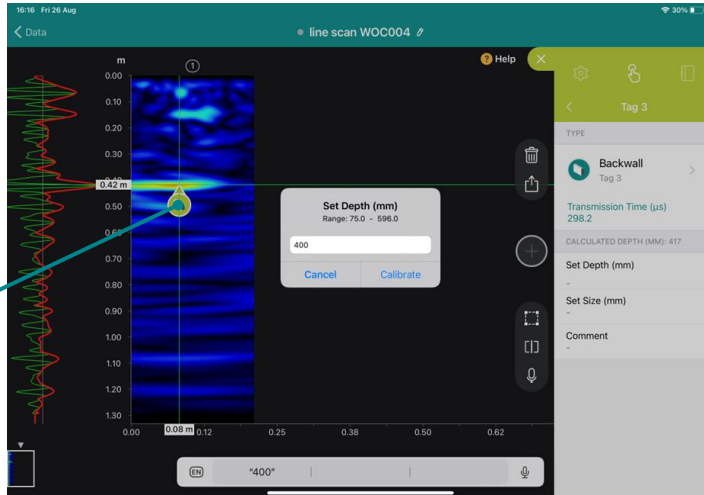 16:16 Fri 26 Aug
30%
Data
line scan WOC004
Help
m
1
0.00
0.10
0.20
0.30
0.42 m
0.50
0.60
0.70
0.80
0.90
1.00
1.10
1.20
1.30
0.00
0.08 m
0.12
0.25
0.38
0.50
0.62
Set Depth (mm)
Range: 75.0 - 596.0
400
Cancel Calibrate
EN
"400"
Tag 3
TYPE
Backwall
Tag 3
Transmission Time (µs)
298.2
CALCULATED DEPTH (MM): 417
Set Depth (mm)
-
Set Size (mm)
-
Comment
-